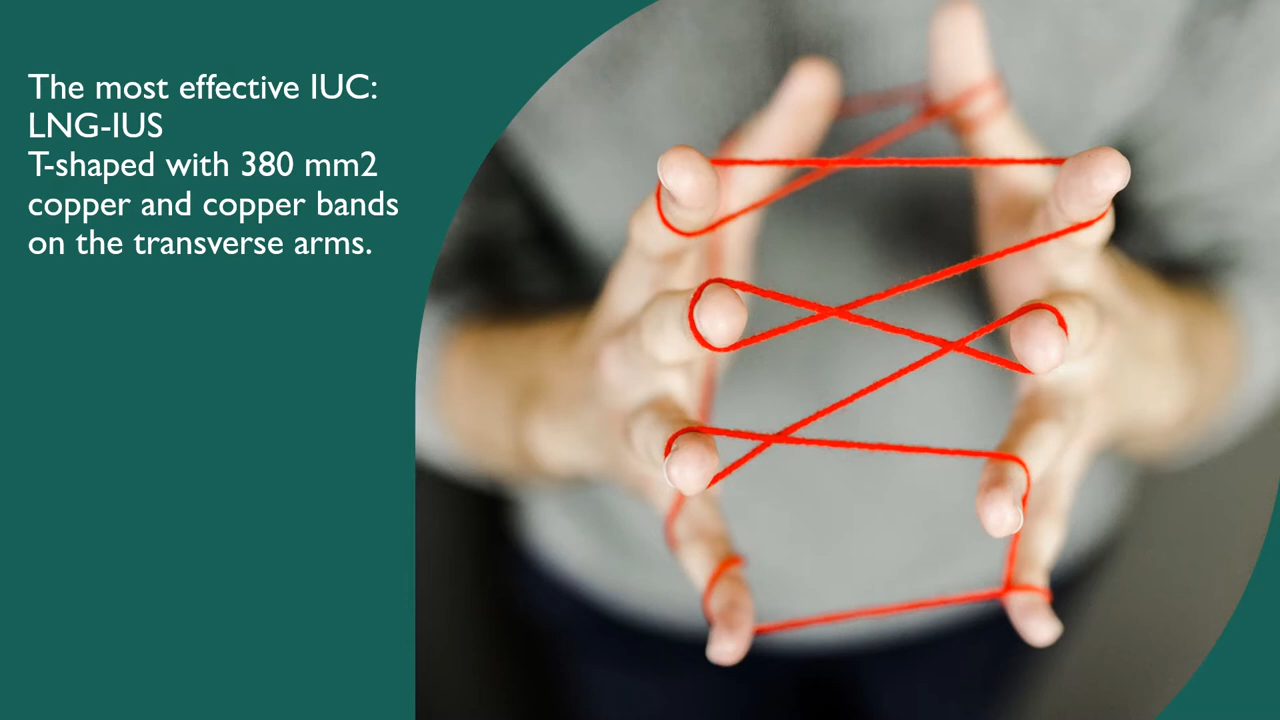 The most effective IUC:
LNG-IUS
T-shaped with 380 mm2
copper and copper bands
on the transverse arms.